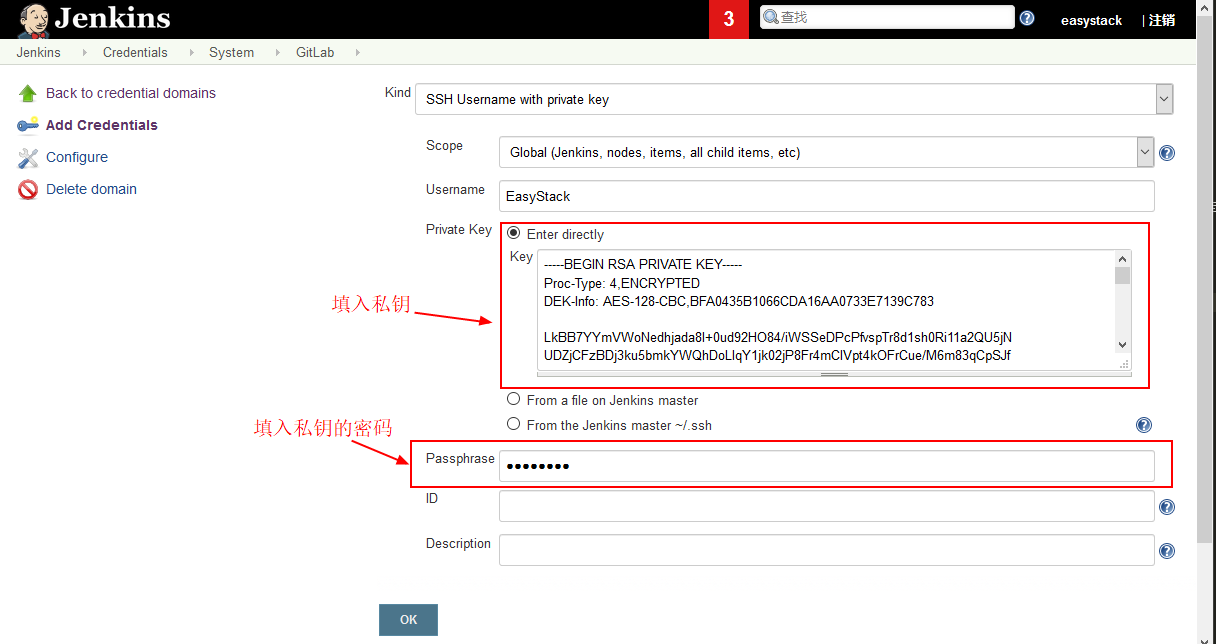 Jenkins
3
查找
easystack
| 注销
Jenkins
Credentials
System
GitLab
Back to credential domains
Add Credentials
Configure
Delete domain
Kind
SSH Username with private key
Scope
Global (Jenkins, nodes, items, all child items, etc)
Username
EasyStack
Private Key
Enter directly
Key
-----BEGIN RSA PRIVATE KEY-----
Proc-Type: 4,ENCRYPTED
DEK-Info: AES-128-CBC,BFA0435B1066CDA16AA0733E7139C783
LkBB7YYmVWoNedhjada8l+0ud92HO84/iWSSeDPcPfvspTr8d1sh0Ri11a2QU5jN
UDZjCFzBDj3ku5bmkYWQhDoLlqY1jk02jP8Fr4mClVpt4kOFrCue/M6m83qCpSJf
填入私钥
From a file on Jenkins master
From the Jenkins master ~/.ssh
填入私钥的密码
Passphrase
●●●●●●●●
ID
Description
OK